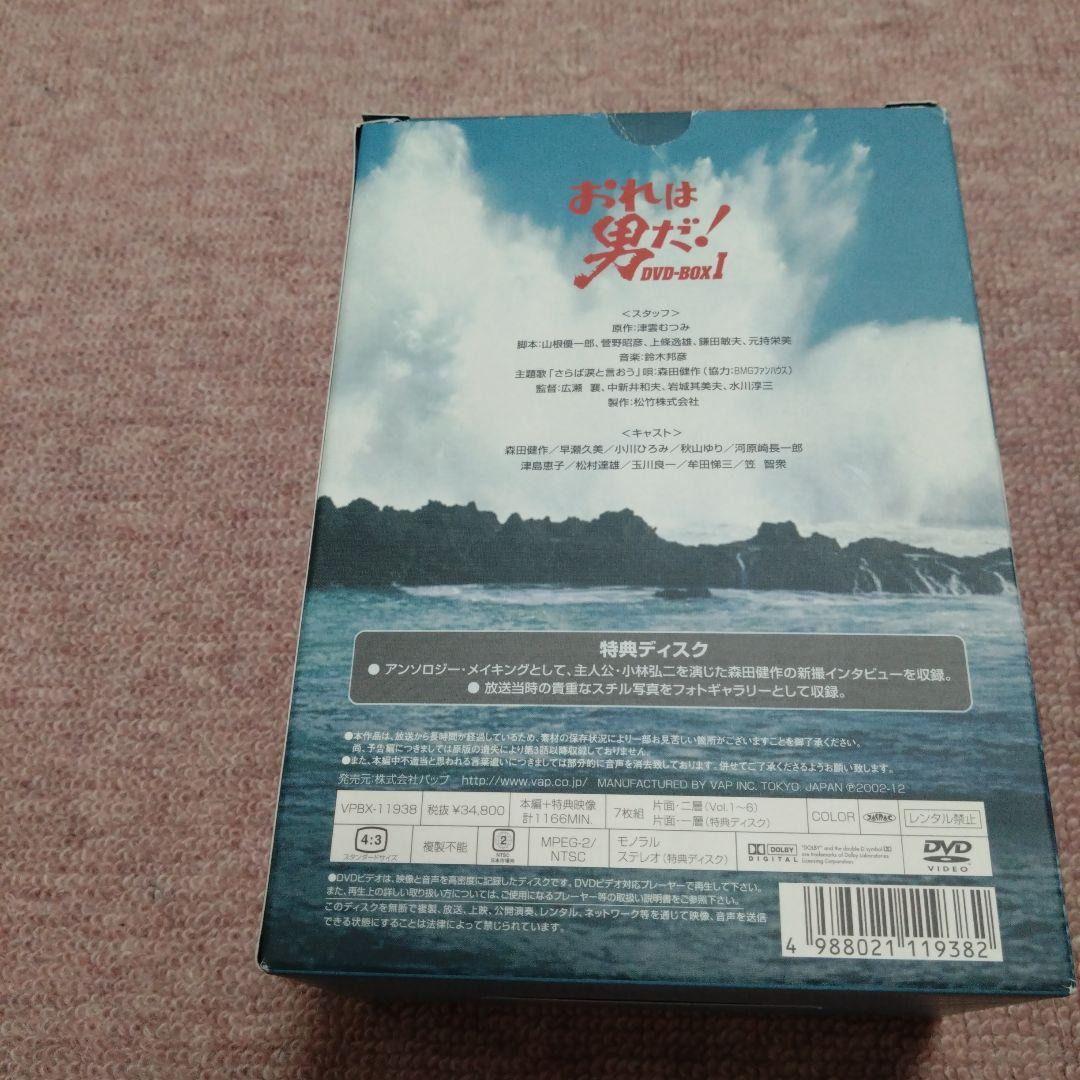 おれは
男だ!
DVD-BOX I
<スタッフ>
原作:津雲むつみ
脚本:山根優一郎、菅野昭彦、上條逸雄、鎌田敏夫、元持栄美
音楽:鈴木邦彦
主題歌「さらば涙と言おう」唄:森田健作(協力:BMGファンハウス)
監督:広瀬 襄、中新井和夫、岩城其美夫、水川淳三
製作:松竹株式会社
<キャスト>
森田健作/早瀬久美/小川ひろみ/秋山ゆり/河原崎長一郎
津島恵子/松村達雄/玉川良一/牟田悌三/笠 智衆
特典ディスク
● アンソロジー・メイキングとして、主人公・小林弘二を演じた森田健作の新撮インタビューを収録。
● 放送当時の貴重なスチル写真をフォトギャラリーとして収録。
●本作品は、放送から長時間が経過しているため、素材の保存状況により一部お見苦しい箇所がございますことを御了承ください。
尚、予告編につきましては原版の遺失により第3話以降収録しておりません。
●また、本編中不適当と思われる言葉遣いにつきましては部分的に音声を消去致しております。併せてご了承くださるようお願い致します。
発売元:株式会社バップ http://www.vap.co.jp/ MANUFACTURED BY VAP INC. TOKYO. JAPAN ℗2002-12
VPBX-11938 税抜 ¥34,800 本編+特典映像 計1166MIN. 7枚組 片面・二層(Vol.1~6) 片面・一層(特典ディスク) COLOR レンタル禁止
4:3 スタンダードサイズ 複製不能 2 NTSC 日本市場向 MPEG-2/ NTSC モノラル ステレオ(特典ディスク) DOLBY DIGITAL "DOLBY" and the double D symbol are trademarks of Dolby Laboratories Licensing Corporation. DVD VIDEO
●DVDビデオは、映像と音声を高密度に記録したディスクです。DVDビデオ対応プレーヤーで再生して下さい。
また、再生上の詳しい取り扱い方については、ご使用になるプレーヤー等の取扱い説明書をご参照下さい。
このディスクを無断で複製、放送、上映、公開演奏、レンタル、ネットワーク等を通じて映像、音声を送信
できる状態にすることは法律によって禁じられています。
4 988021 119382